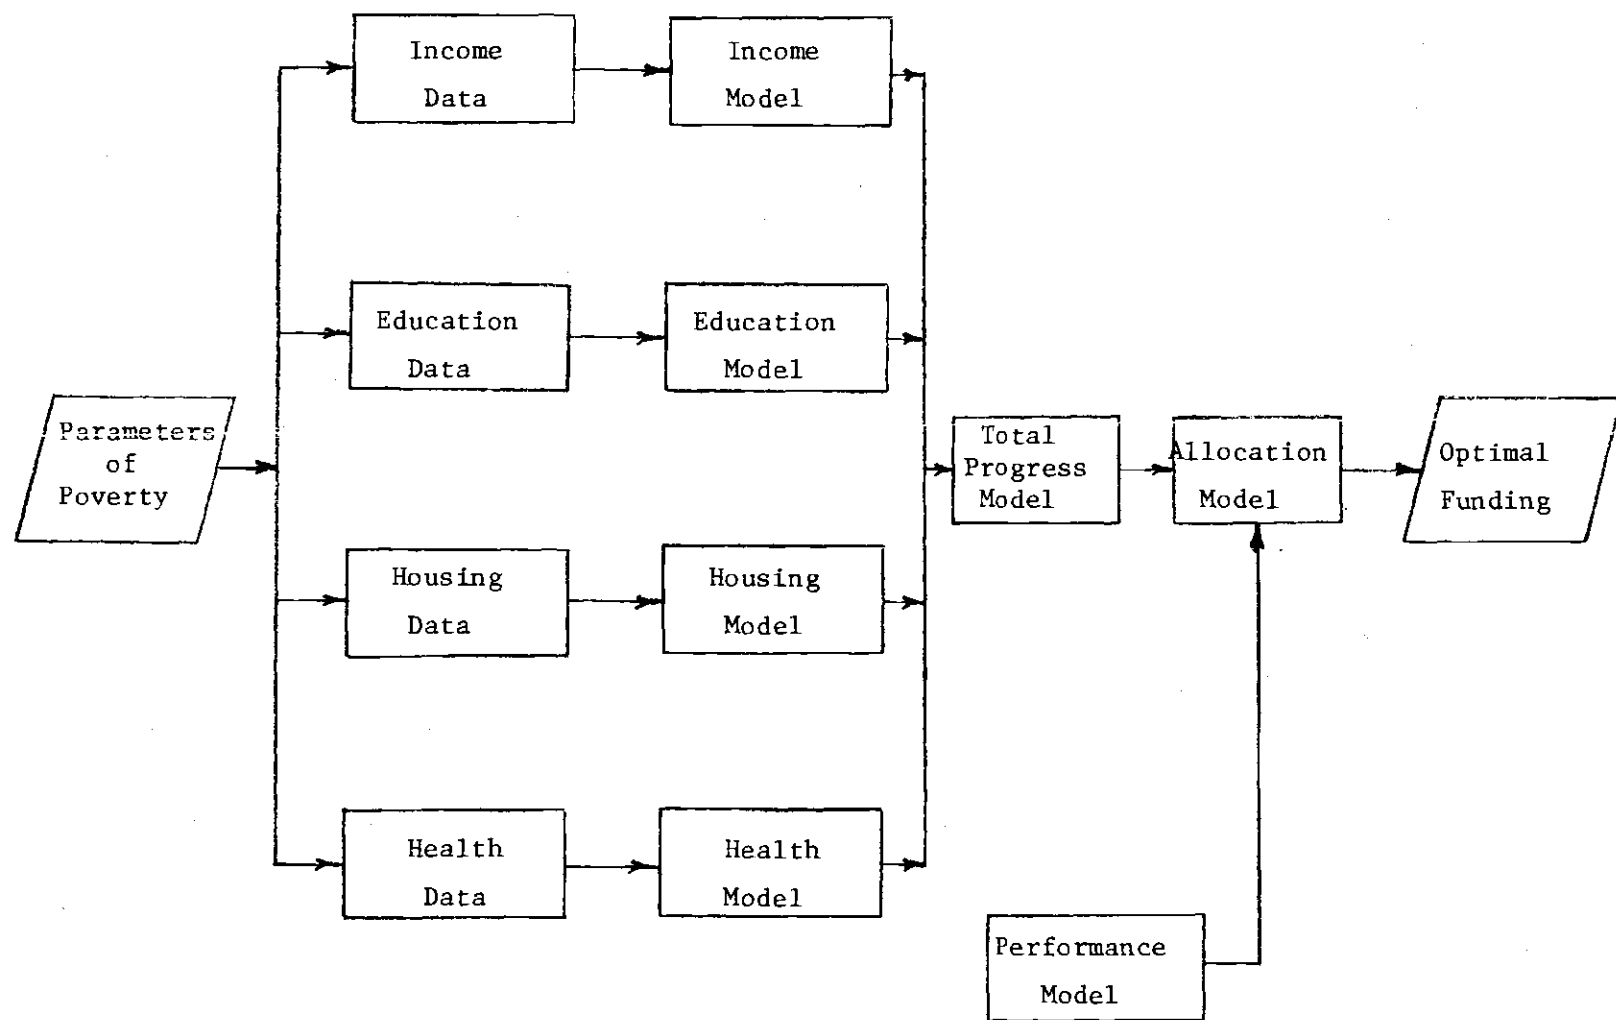 Income
Data
Income
Model
Education
Data
Education
Model
Parameters
of
Poverty
Total
Progress
Model
Allocation
Model
Optimal
Funding
Housing
Data
Housing
Model
Health
Data
Health
Model
Performance
Model